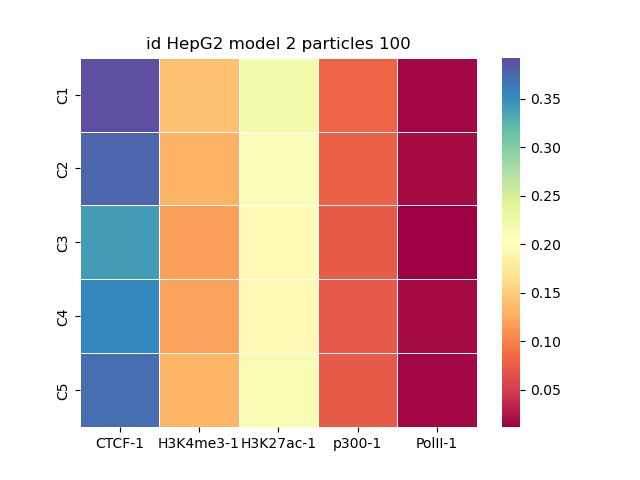 id HepG2 model 2 particles 100
C1
C2
C3
C4
C5
CTCF-1 H3K4me3-1 H3K27ac-1 p300-1 PolII-1
0.35
0.30
0.25
0.20
0.15
0.10
0.05